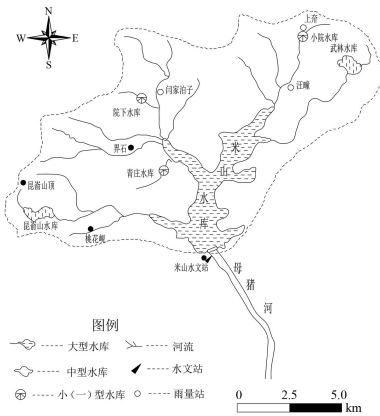 N
W E
S
上奈
小院水库
武林水库
汪疃
闫家泊子
院下水库
界石
米
山
水
库
青庄水库
昆嵛山顶
昆嵛山水库
桃花岘
米山水文站
母
猪
河
图例
大型水库
河流
中型水库
水文站
小（一）型水库
雨量站
0 2.5 5.0
km